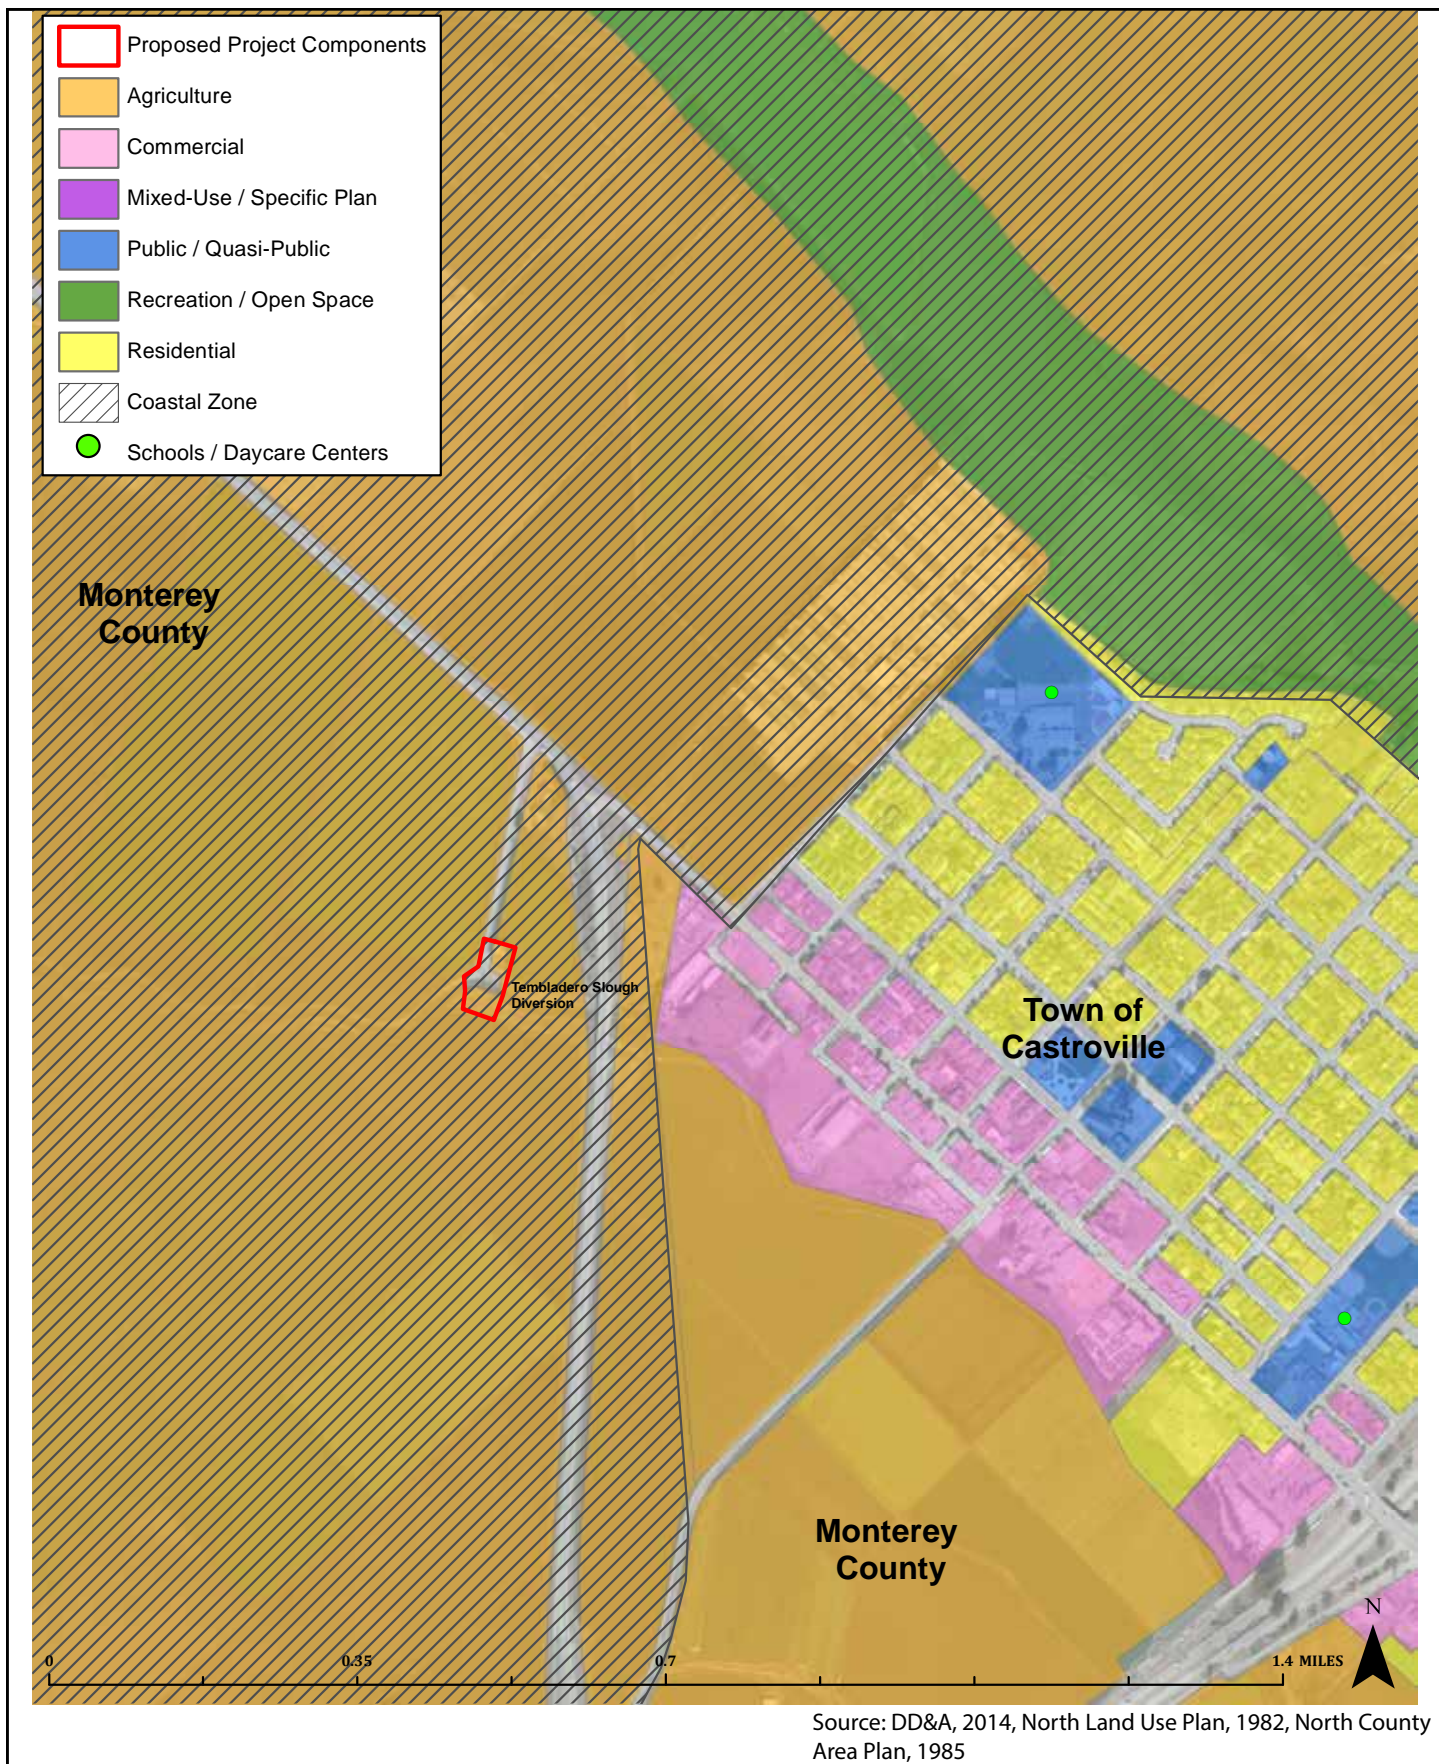 Proposed Project Components
Agriculture
Commercial
Mixed-Use / Specific Plan
Public / Quasi-Public
Recreation / Open Space
Residential
Coastal Zone
Schools / Daycare Centers
Monterey
County
Tembladero Slough
Diversion
Town of
Castroville
Monterey
County
N
0
0.35
0.7
1.4 MILES
Source: DD&A, 2014, North Land Use Plan, 1982, North County
Area Plan, 1985